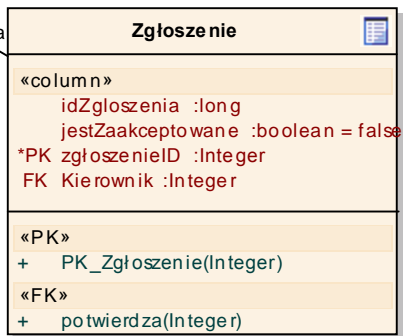 a
Zgłoszenie
«column»
idZgloszenia :long
jestZaakceptowane :boolean = false
*PK zgłoszenieID :Integer
FK Kierownik :Integer
«PK»
+ PK_Zgłoszenie(Integer)
«FK»
+ potwierdza(Integer)